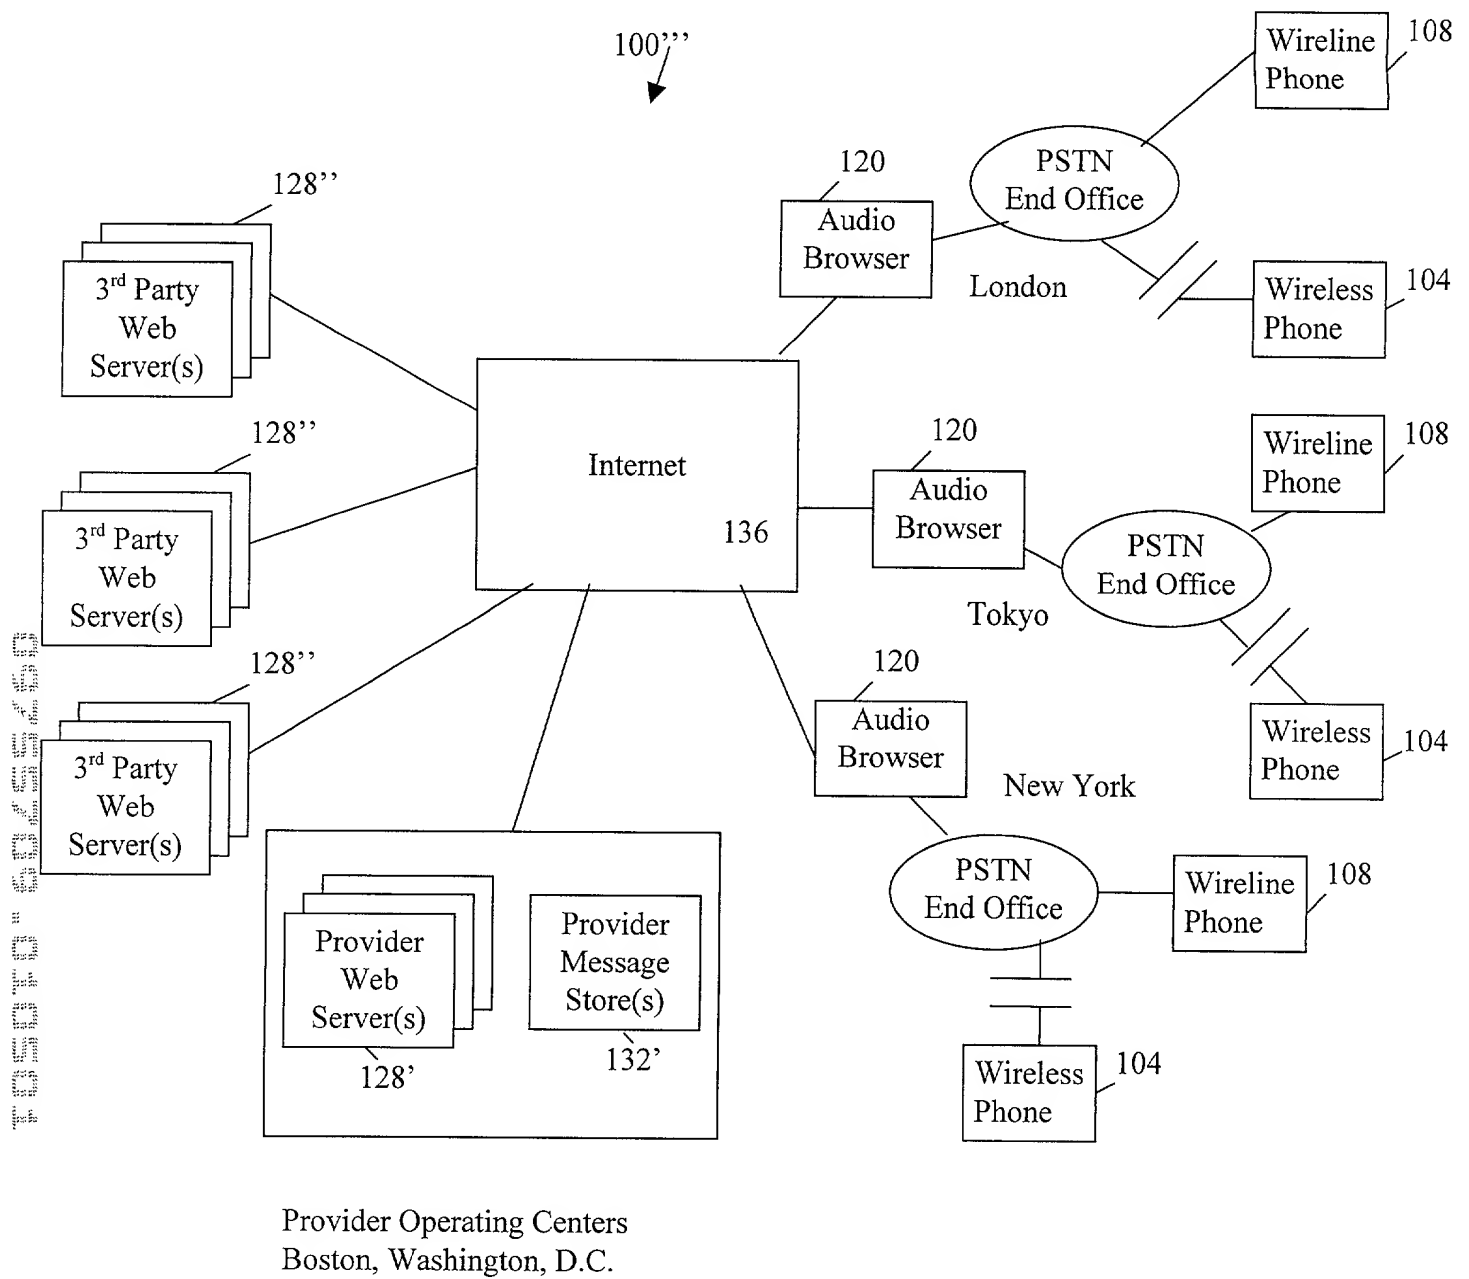 100’’’
Wireline
Phone
108
PSTN
End Office
120
Audio
Browser
London
Wireless
Phone
104
128’’
3rd Party
Web
Server(s)
Internet
136
120
Audio
Browser
Tokyo
PSTN
End Office
Wireline
Phone
108
Wireless
Phone
104
128’’
3rd Party
Web
Server(s)
120
Audio
Browser
New York
PSTN
End Office
Wireline
Phone
108
Wireless
Phone
104
128’’
3rd Party
Web
Server(s)
Provider
Web
Server(s)
128’
Provider
Message
Store(s)
132’
Provider Operating Centers
Boston, Washington, D.C.